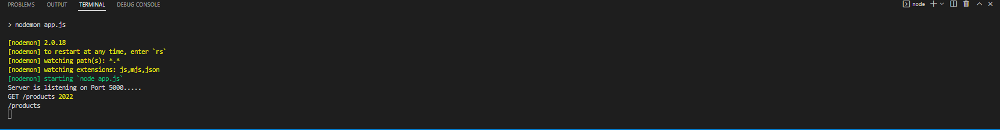 PROBLEMS OUTPUT TERMINAL DEBUG CONSOLE node
> nodemon app.js
[nodemon] 2.0.18
[nodemon] to restart at any time, enter `rs`
[nodemon] watching path(s): *.*
[nodemon] watching extensions: js,mjs,json
[nodemon] starting `node app.js`
Server is listening on Port 5000.....
GET /products 2022
/products